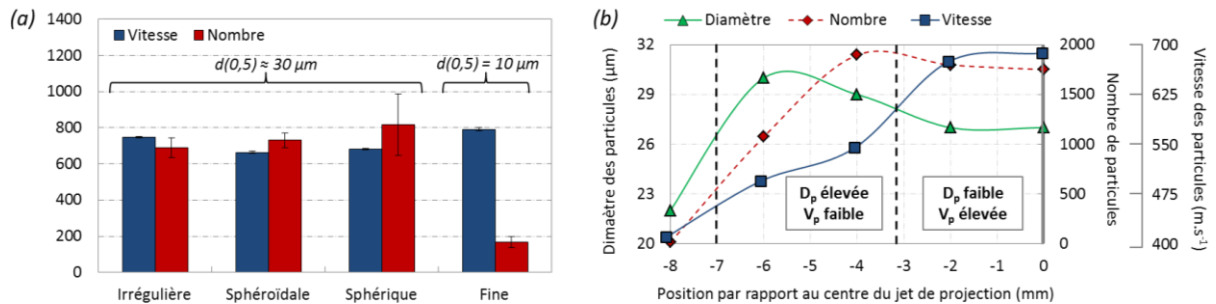 (a)
1400
1200
1000
800
600
400
200
0
Vitesse Nombre
d(0,5) ≈ 30 µm d(0,5) = 10 µm
Irrégulière Sphéroïdale Sphérique Fine
(b)
Diamètre Nombre Vitesse
Dimaètre des particules (µm)
32
29
26
23
20
Dp élevée
Vp faible
Dp faible
Vp élevée
2000
1500
1000
500
0
Nombre de particules
700
625
550
475
400
Vitesse des particules (m.s⁻¹)
-8 -7 -6 -5 -4 -3 -2 -1 0
Position par rapport au centre du jet de projection (mm)